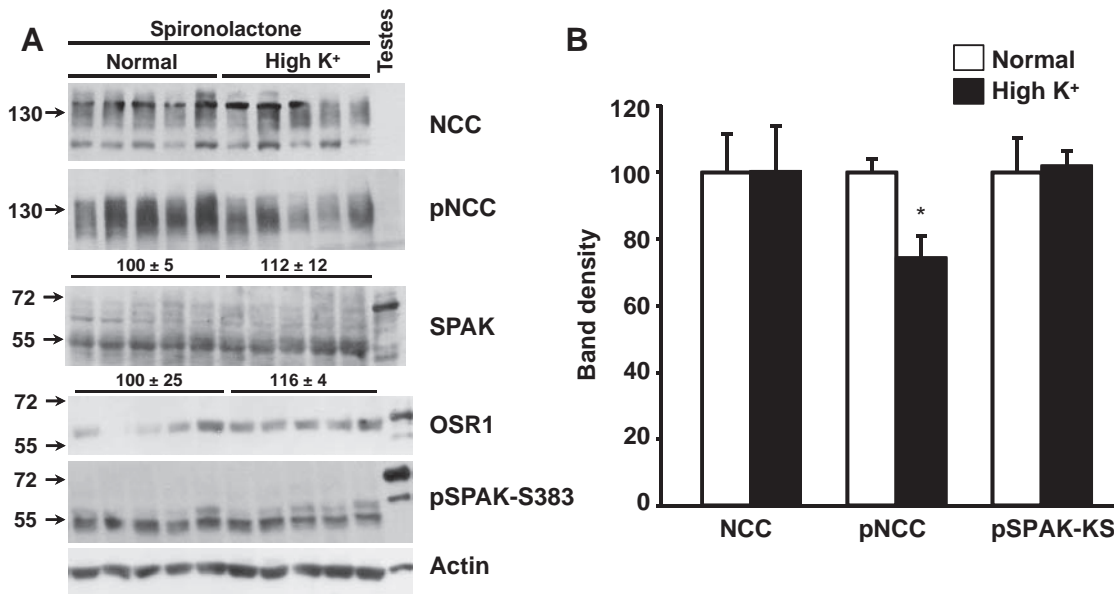 A
Spironolactone
Normal
High K+
Testes
130
NCC
130
pNCC
100 ± 5
112 ± 12
72
55
SPAK
100 ± 25
116 ± 4
72
55
OSR1
72
55
pSPAK-S383
Actin
B
Normal
High K+
120
100
80
60
40
20
0
Band density
*
NCC
pNCC
pSPAK-KS